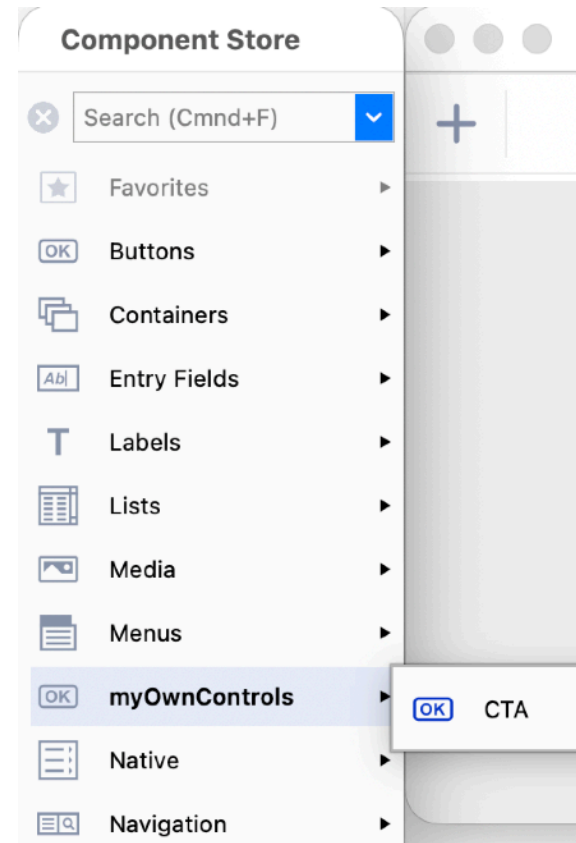 Component Store
Search (Cmnd+F)
Favorites
OK Buttons
Containers
Ab Entry Fields
T Labels
Lists
Media
Menus
OK myOwnControls
OK CTA
Native
Navigation